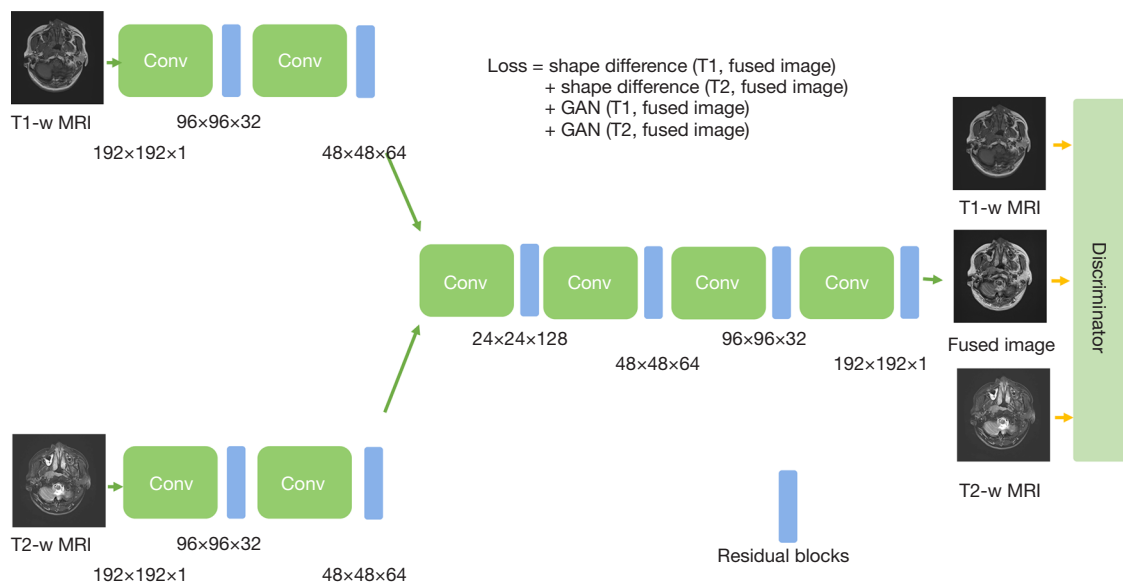 Conv
Conv
T1-w MRI
96×96×32
192×192×1
48×48×64
Loss = shape difference (T1, fused image)
+ shape difference (T2, fused image)
+ GAN (T1, fused image)
+ GAN (T2, fused image)
Conv
Conv
Conv
Conv
24×24×128
48×48×64
96×96×32
192×192×1
T1-w MRI
Fused image
T2-w MRI
Discriminator
Conv
Conv
T2-w MRI
96×96×32
192×192×1
48×48×64
Residual blocks